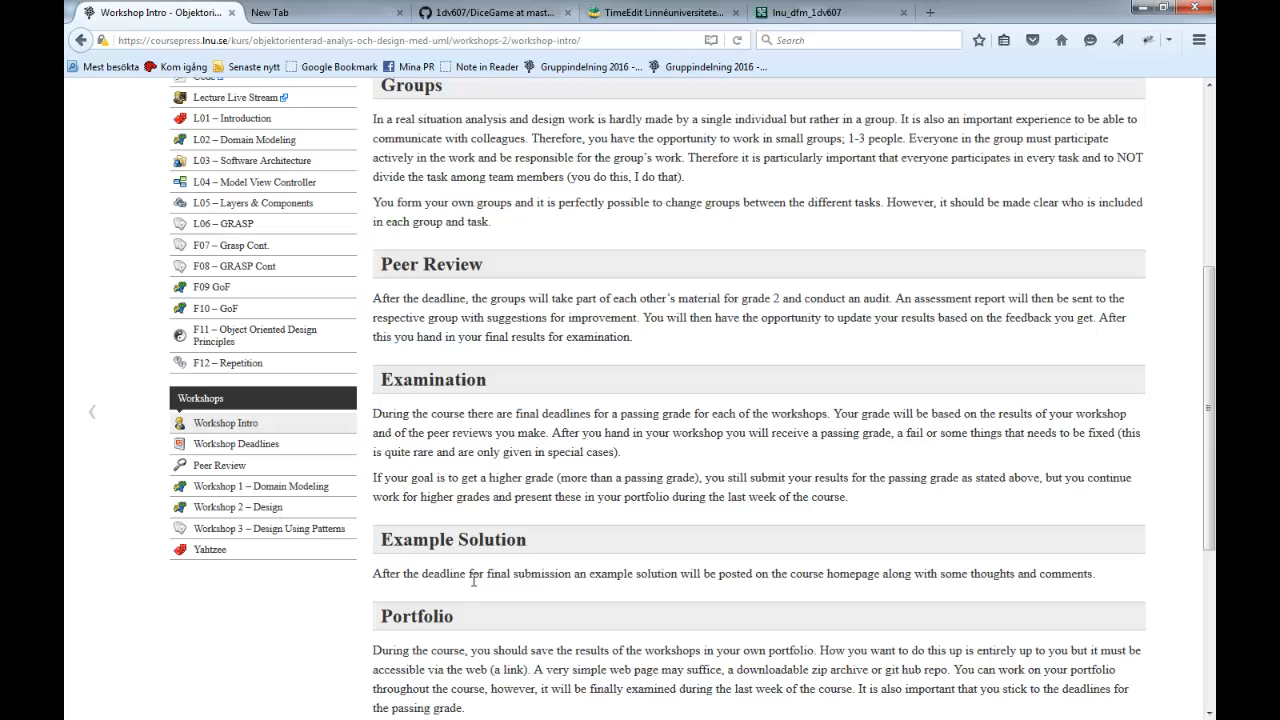 Workshop Intro - Objektori...
New Tab
1dv607/DiceGame at mast...
TimeEdit Linnéuniversitete...
lnu /dfm_1dv607
https://coursepress.lnu.se/kurs/objektorienterad-analys-och-design-med-uml/workshops-2/workshop-intro/
Search
Mest besökta
Kom igång
Senaste nytt
Google Bookmark
Mina PR
Note in Reader
Gruppindelning 2016 -...
Gruppindelning 2016 -...
Lecture Live Stream
L01 – Introduction
L02 – Domain Modeling
L03 – Software Architecture
L04 – Model View Controller
L05 – Layers & Components
L06 – GRASP
F07 – Grasp Cont.
F08 – GRASP Cont
F09 GoF
F10 – GoF
F11 – Object Oriented Design
Principles
F12 – Repetition
Workshops
Workshop Intro
Workshop Deadlines
Peer Review
Workshop 1 – Domain Modeling
Workshop 2 – Design
Workshop 3 – Design Using Patterns
Yahtzee
Groups
In a real situation analysis and design work is hardly made by a single individual but rather in a group. It is also an important experience to be able to
communicate with colleagues. Therefore, you have the opportunity to work in small groups; 1-3 people. Everyone in the group must participate
actively in the work and be responsible for the group's work. Therefore it is particularly important that everyone participates in every task and to NOT
divide the task among team members (you do this, I do that).
You form your own groups and it is perfectly possible to change groups between the different tasks. However, it should be made clear who is included
in each group and task.
Peer Review
After the deadline, the groups will take part of each other's material for grade 2 and conduct an audit. An assessment report will then be sent to the
respective group with suggestions for improvement. You will then have the opportunity to update your results based on the feedback you get. After
this you hand in your final results for examination.
Examination
During the course there are final deadlines for a passing grade for each of the workshops. Your grade will be based on the results of your workshop
and of the peer reviews you make. After you hand in your workshop you will receive a passing grade, a fail or some things that needs to be fixed (this
is quite rare and are only given in special cases).
If your goal is to get a higher grade (more than a passing grade), you still submit your results for the passing grade as stated above, but you continue
work for higher grades and present these in your portfolio during the last week of the course.
Example Solution
After the deadline for final submission an example solution will be posted on the course homepage along with some thoughts and comments.
Portfolio
During the course, you should save the results of the workshops in your own portfolio. How you want to do this up is entirely up to you but it must be
accessible via the web (a link). A very simple web page may suffice, a downloadable zip archive or git hub repo. You can work on your portfolio
throughout the course, however, it will be finally examined during the last week of the course. It is also important that you stick to the deadlines for
the passing grade.